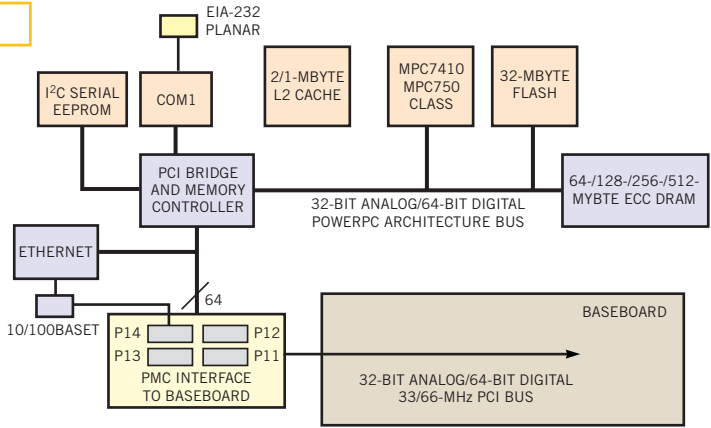 EIA-232
PLANAR
I²C SERIAL
EEPROM
COM1
2/1-MBYTE
L2 CACHE
MPC7410
MPC750
CLASS
32-MBYTE
FLASH
PCI BRIDGE
AND MEMORY
CONTROLLER
32-BIT ANALOG/64-BIT DIGITAL
POWERPC ARCHITECTURE BUS
64-/128-/256-/512-
MYBTE ECC DRAM
ETHERNET
64
10/100BASET
P14
P12
P13
P11
PMC INTERFACE
TO BASEBOARD
BASEBOARD
32-BIT ANALOG/64-BIT DIGITAL
33/66-MHz PCI BUS